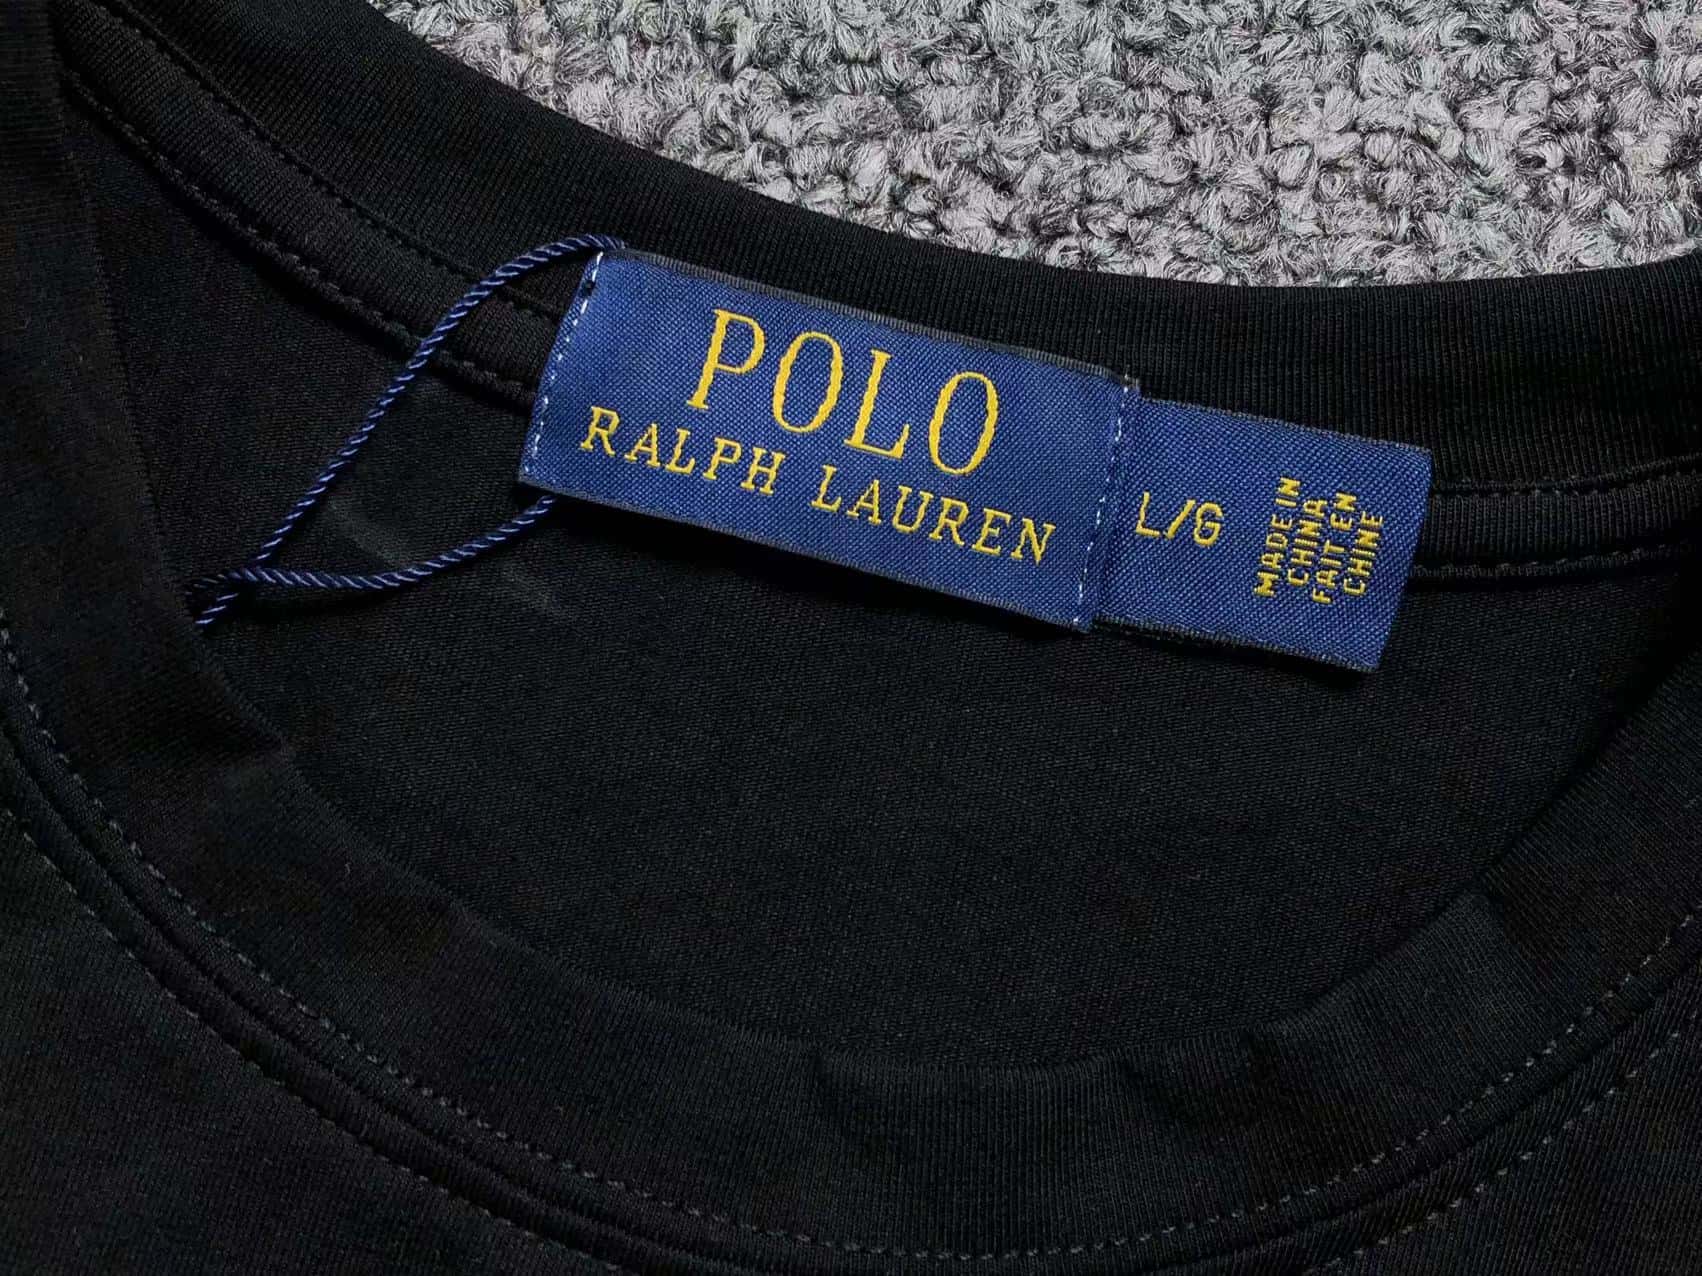 POLO
RALPH LAUREN
L/G
MADE IN
CHINA
FAIT EN
CHINE